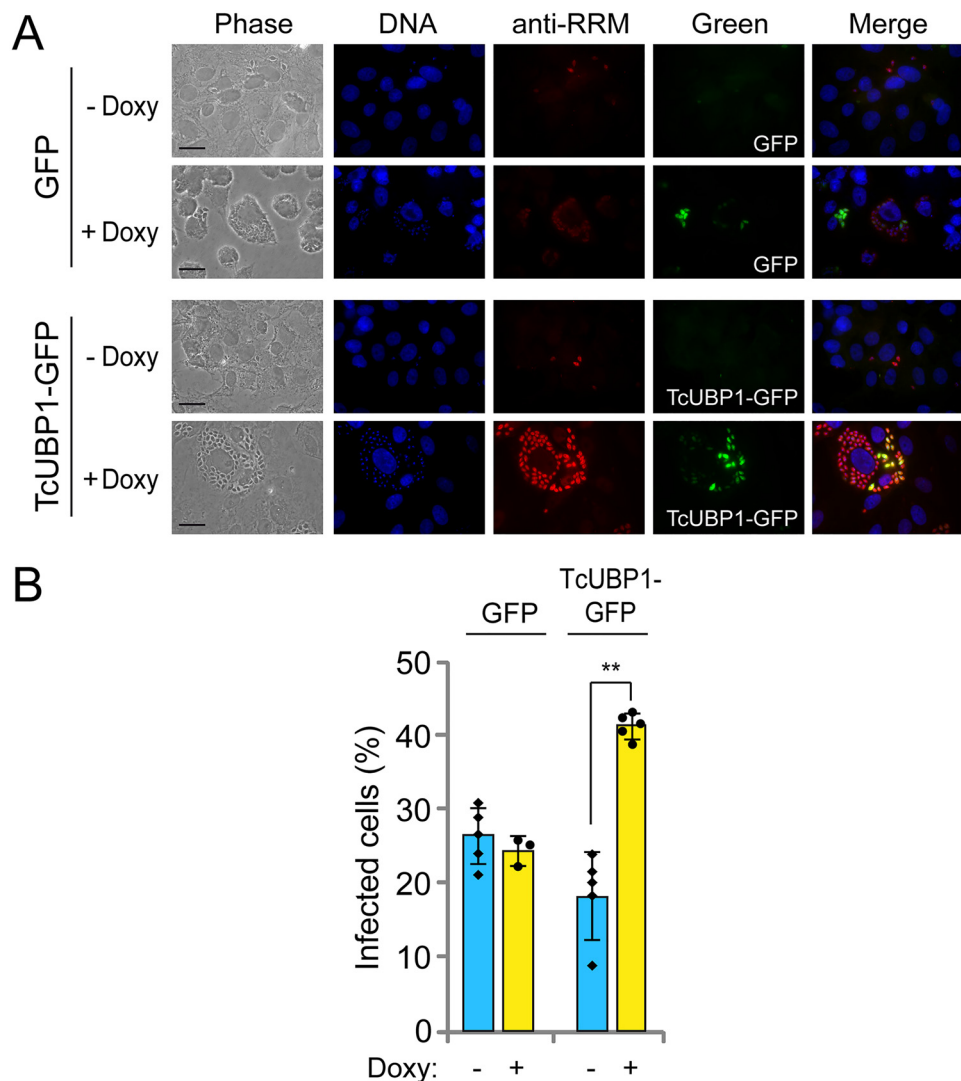 A
Phase DNA anti-RRM Green Merge
GFP
- Doxy
GFP
+ Doxy
GFP
TcUBP1-GFP
- Doxy
TcUBP1-GFP
+ Doxy
TcUBP1-GFP
B
TcUBP1-
GFP GFP
Infected cells (%)
50
**
40
30
20
10
0
Doxy: - + - +